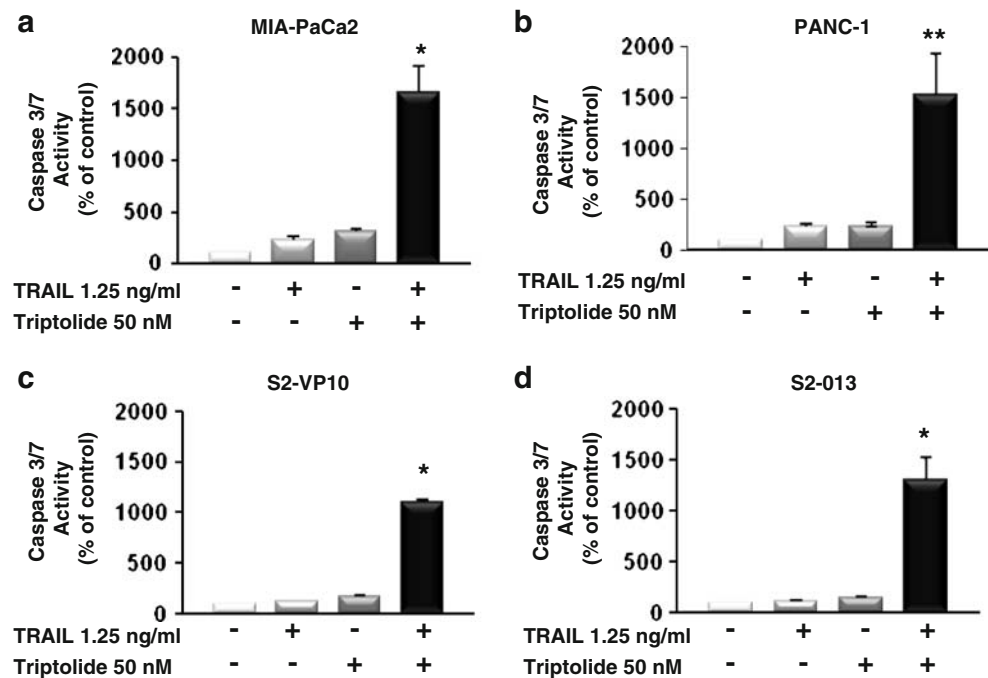 a
MIA-PaCa2
Caspase 3/7
Activity
(% of control)
2000
1500
1000
500
0
*
TRAIL 1.25 ng/ml - + - +
Triptolide 50 nM - - + +
b
PANC-1
Caspase 3/7
Activity
(% of control)
2000
1500
1000
500
0
**
TRAIL 1.25 ng/ml - + - +
Triptolide 50 nM - - + +
c
S2-VP10
Caspase 3/7
Activity
(% of control)
2000
1500
1000
500
0
*
TRAIL 1.25 ng/ml - + - +
Triptolide 50 nM - - + +
d
S2-013
Caspase 3/7
Activity
(% of control)
2000
1500
1000
500
0
*
TRAIL 1.25 ng/ml - + - +
Triptolide 50 nM - - + +